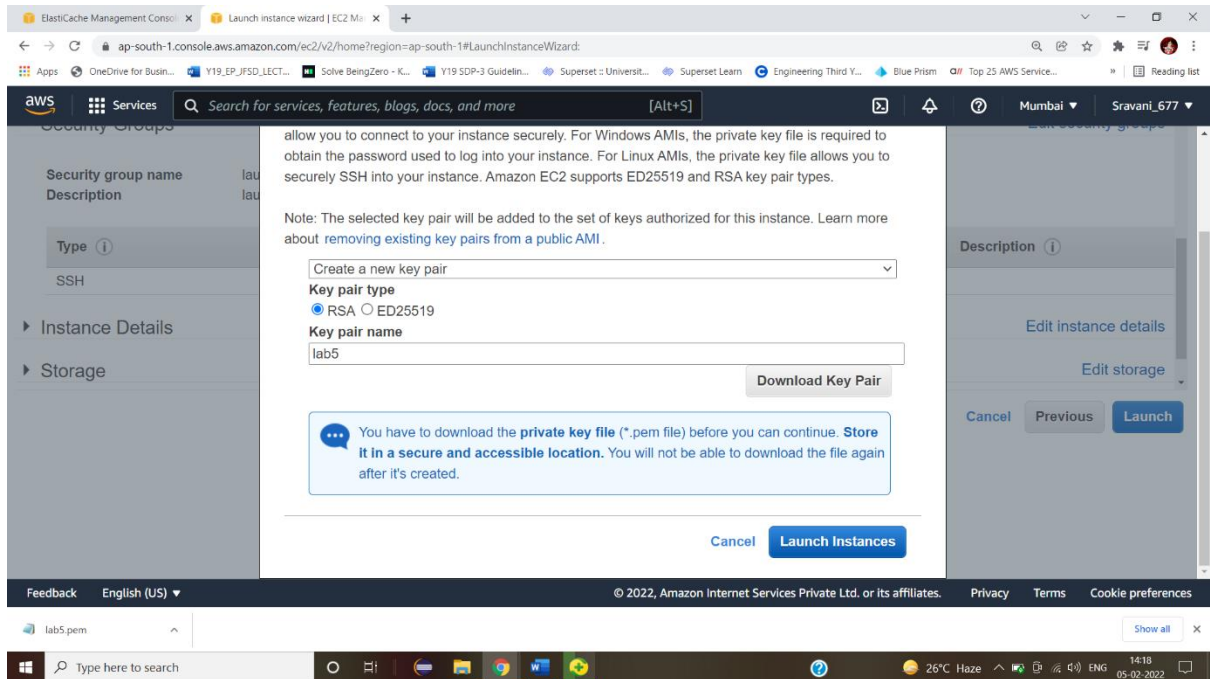 ElastiCache Management Consol
Launch instance wizard | EC2 Ma
ap-south-1.console.aws.amazon.com/ec2/v2/home?region=ap-south-1#LaunchInstanceWizard:
Apps OneDrive for Busin... Y19_EP_JFSD_LECT... Solve BeingZero - K... Y19 SDP-3 Guidelin... Superset :: Universit... Superset Learn Engineering Third Y... Blue Prism Top 25 AWS Service... » Reading list
aws Services Search for services, features, blogs, docs, and more [Alt+S] Mumbai ▼ Sravani_677 ▼
Security Groups Edit security groups
allow you to connect to your instance securely. For Windows AMIs, the private key file is required to
obtain the password used to log into your instance. For Linux AMIs, the private key file allows you to
securely SSH into your instance. Amazon EC2 supports ED25519 and RSA key pair types.
Security group name lau
Description lau
Note: The selected key pair will be added to the set of keys authorized for this instance. Learn more
about removing existing key pairs from a public AMI.
Type Description
SSH
Create a new key pair
Key pair type
RSA ED25519
Key pair name
lab5
Download Key Pair
Instance Details Edit instance details
Storage Edit storage
Cancel Previous Launch
You have to download the private key file (*.pem file) before you can continue. Store
it in a secure and accessible location. You will not be able to download the file again
after it's created.
Cancel Launch Instances
Feedback English (US) ▼ © 2022, Amazon Internet Services Private Ltd. or its affiliates. Privacy Terms Cookie preferences
lab5.pem Show all
Type here to search 26°C Haze ENG 14:18
05-02-2022